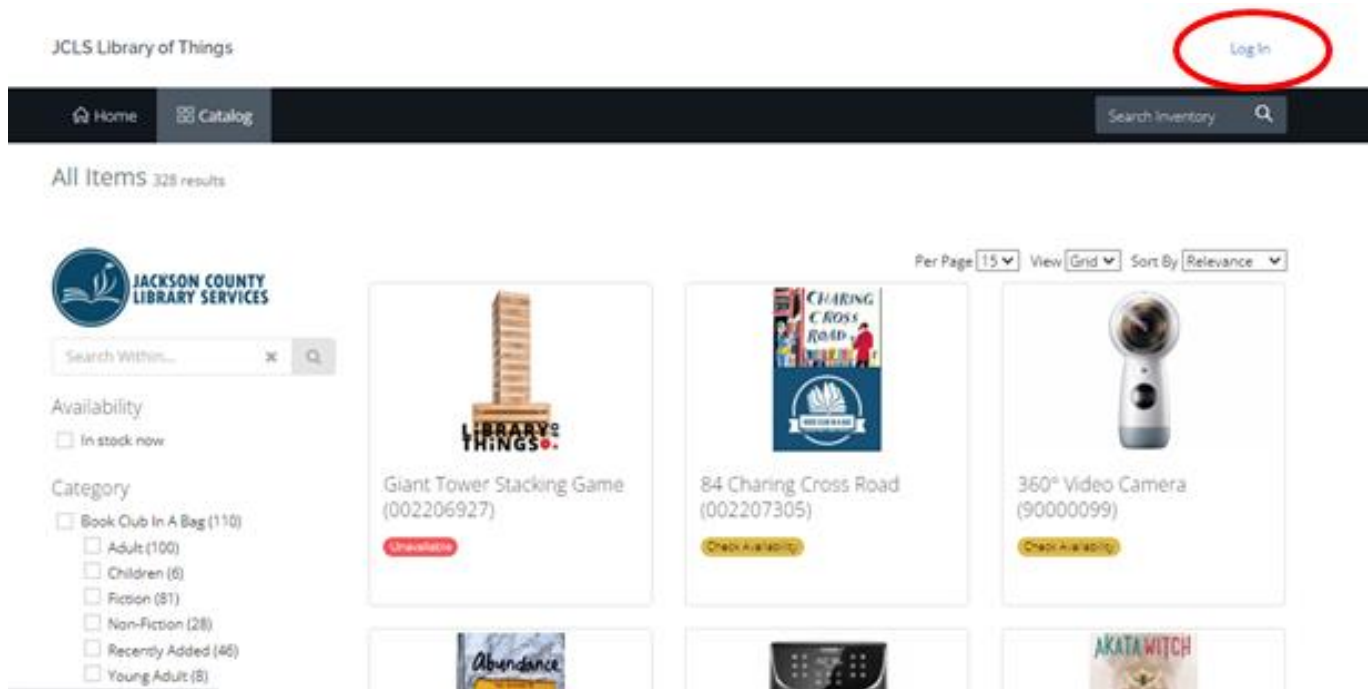 JCLS Library of Things
Log In
Home
Catalog
Search Inventory
All Items 328 results
JACKSON COUNTY
LIBRARY SERVICES
Per Page 15 View Grid Sort By Relevance
Search Within...
Availability
In stock now
Category
Book Club In A Bag (110)
Adult (100)
Children (6)
Fiction (81)
Non-Fiction (28)
Recently Added (46)
Young Adult (8)
LIBRARY OF
THiNGS
Giant Tower Stacking Game
(002206927)
Unavailable
CHARING
CROSS
ROAD
84 Charing Cross Road
(002207305)
Check Availability
360° Video Camera
(90000099)
Check Availability
Abundance
AKATA WITCH